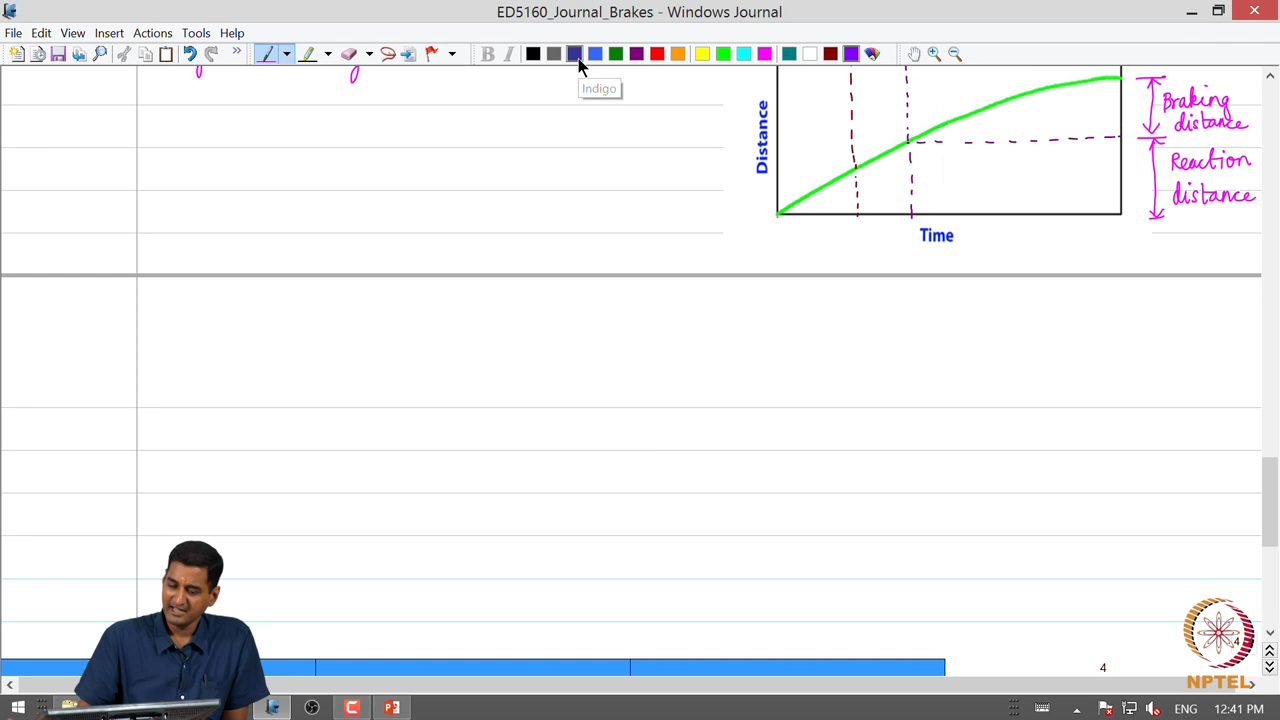 ED5160_Journal_Brakes - Windows Journal
File Edit View Insert Actions Tools Help
B I
Indigo
Distance
Braking
distance
Reaction
distance
Time
4
4
NPTEL
ENG 12:41 PM